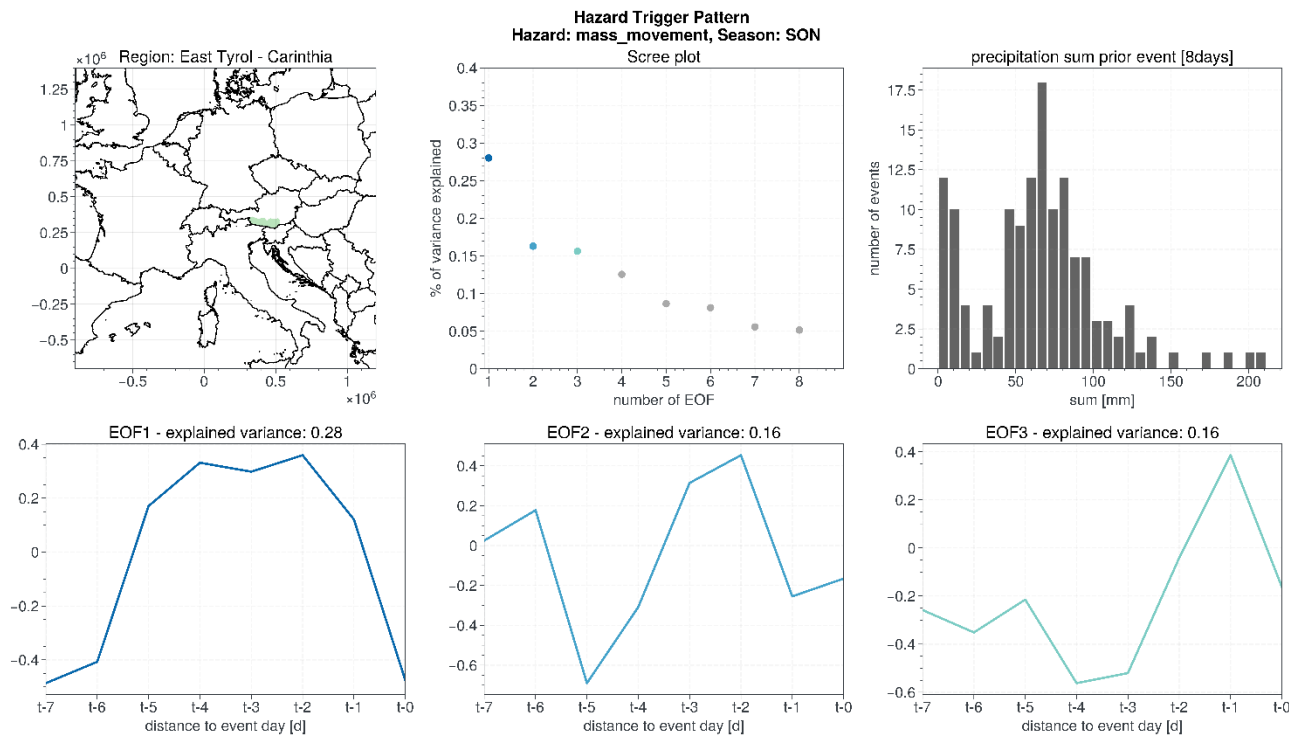 Hazard Trigger Pattern
Hazard: mass_movement, Season: SON
×10⁶ Region: East Tyrol - Carinthia
1.25
1
0.75
0.5
0.25
0
−0.25
−0.5
−0.5 0 0.5 1
×10⁶
Scree plot
% of variance explained
0.4
0.35
0.3
0.25
0.2
0.15
0.1
0.05
0
1 2 3 4 5 6 7 8
number of EOF
precipitation sum prior event [8days]
number of events
17.5
15
12.5
10
7.5
5
2.5
0
0 50 100 150 200
sum [mm]
EOF1 - explained variance: 0.28
0.4
0.2
0
−0.2
−0.4
t-7 t-6 t-5 t-4 t-3 t-2 t-1 t-0
distance to event day [d]
EOF2 - explained variance: 0.16
0.4
0.2
0
−0.2
−0.4
−0.6
t-7 t-6 t-5 t-4 t-3 t-2 t-1 t-0
distance to event day [d]
EOF3 - explained variance: 0.16
0.4
0.2
0
−0.2
−0.4
−0.6
t-7 t-6 t-5 t-4 t-3 t-2 t-1 t-0
distance to event day [d]